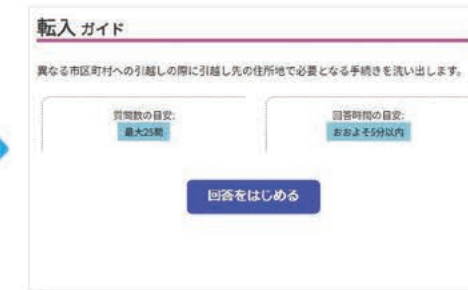 転入 ガイド
異なる市区町村への引越しの際に引越し先の住所地で必要となる手続きを洗い出します。
質問数の目安:
最大25問
回答時間の目安:
おおよそ5分以内
回答をはじめる